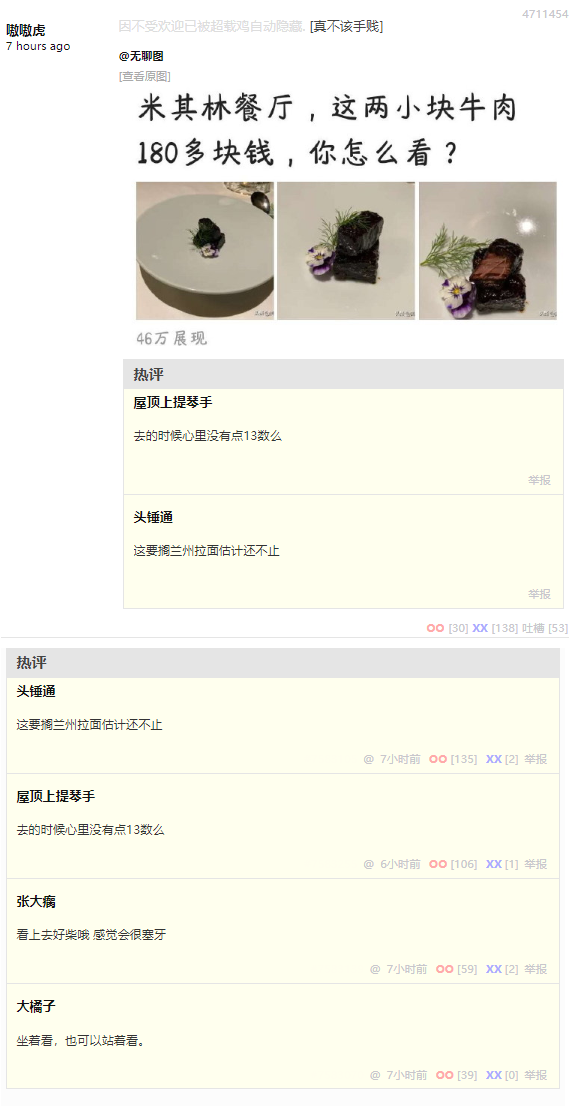 4711454
嗷嗷虎
7 hours ago
因不受欢迎已被超载鸡自动隐藏. [真不该手贱]
@无聊图
[查看原图]
米其林餐厅，这两小块牛肉
180多块钱，你怎么看？
46万展现
热评
屋顶上提琴手
去的时候心里没有点13数么
举报
头锤通
这要搁兰州拉面估计还不止
举报
OO [30] XX [138] 吐槽 [53]
热评
头锤通
这要搁兰州拉面估计还不止
@ 7小时前 OO [135] XX [2] 举报
屋顶上提琴手
去的时候心里没有点13数么
@ 6小时前 OO [106] XX [1] 举报
张大瘸
看上去好柴哦 感觉会很塞牙
@ 7小时前 OO [59] XX [2] 举报
大橘子
坐着看，也可以站着看。
@ 7小时前 OO [39] XX [0] 举报